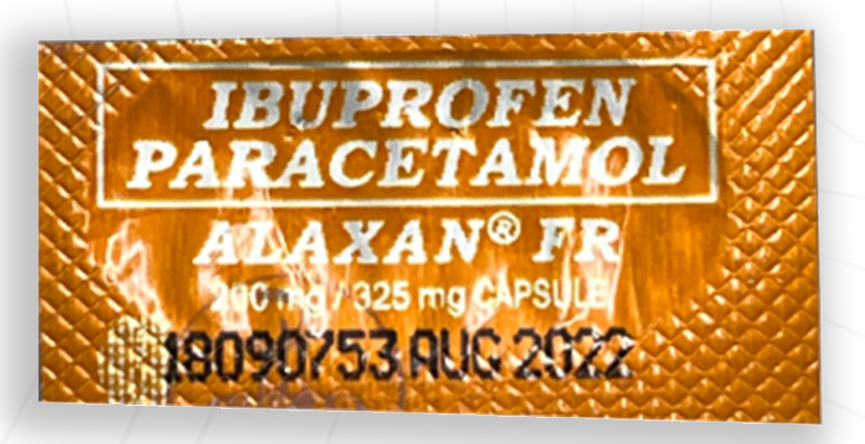 IBUPROFEN
PARACETAMOL
ALAXAN® FR
200 mg / 325 mg CAPSULE
18090753 AUG 2022